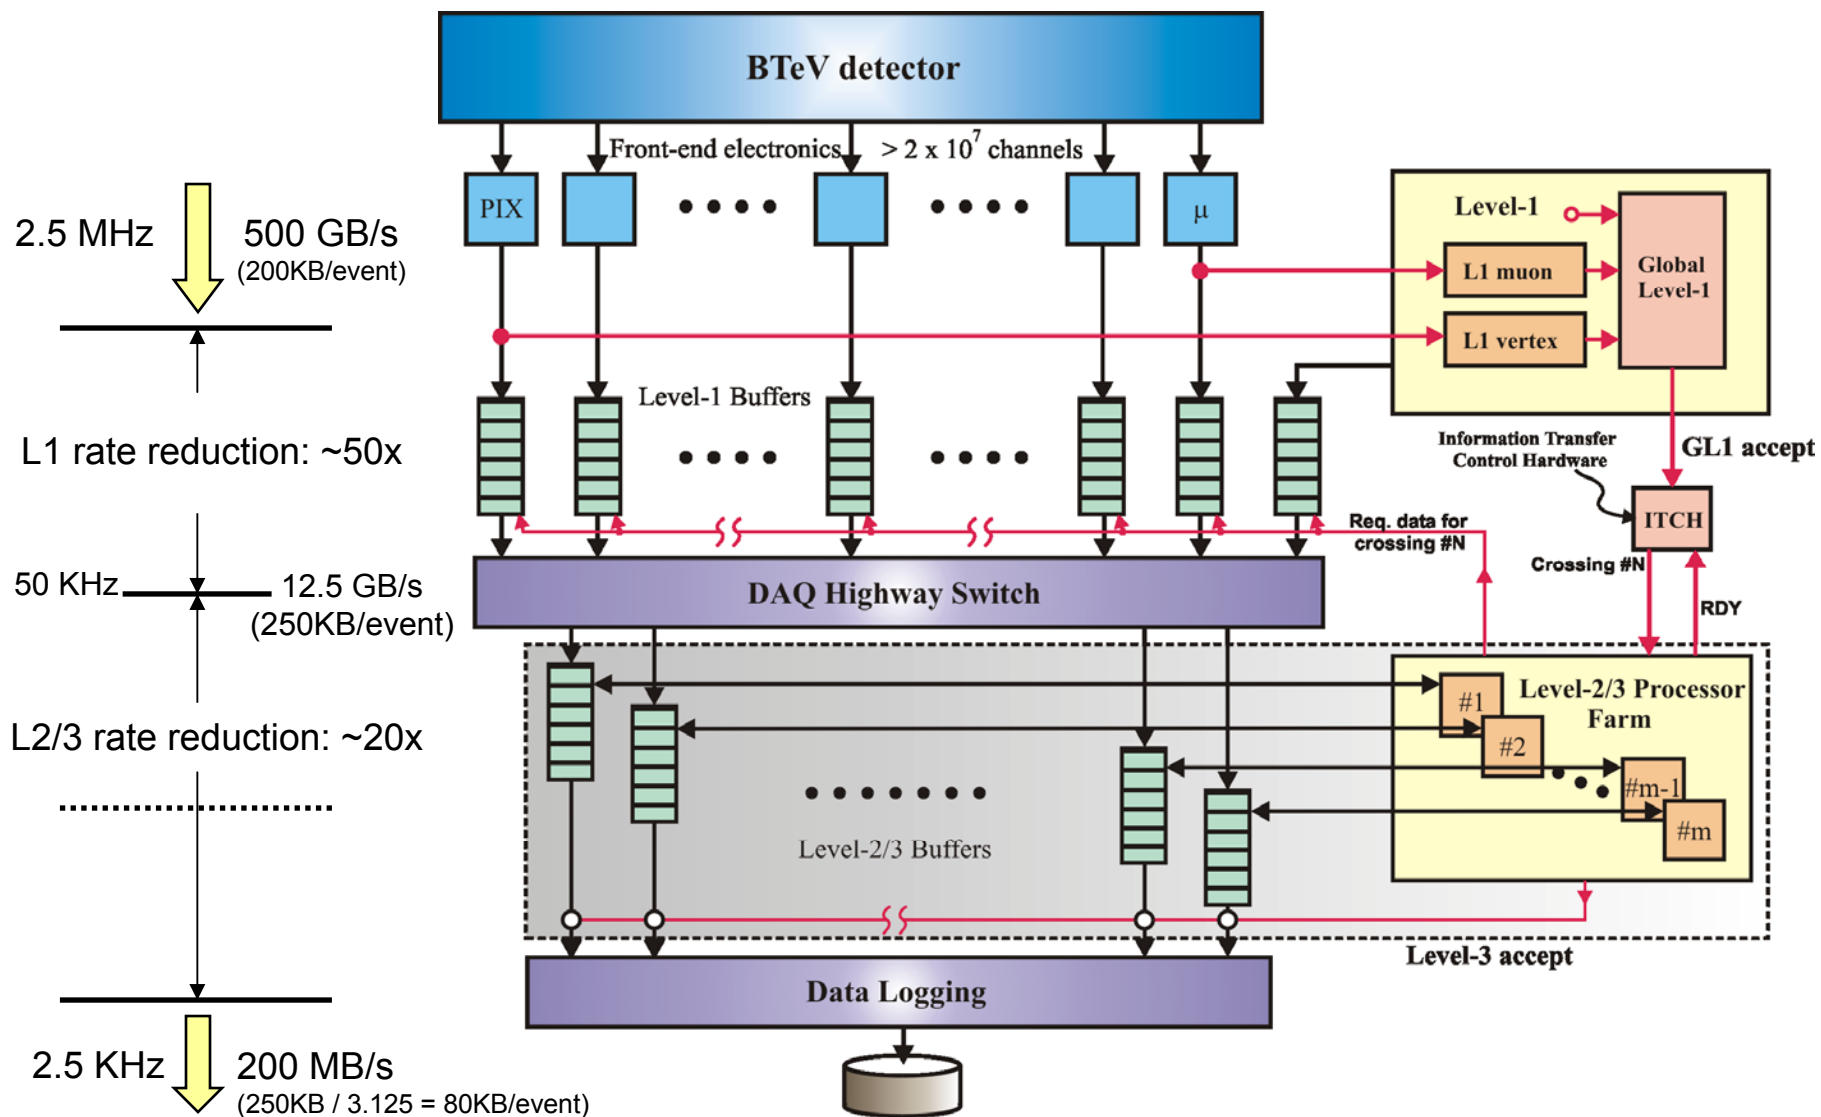 BTeV detector
Front-end electronics > 2 x 10^7 channels
PIX
μ
2.5 MHz
500 GB/s
(200KB/event)
Level-1
L1 muon
Global
Level-1
L1 vertex
Level-1 Buffers
L1 rate reduction: ~50x
Information Transfer
Control Hardware
GL1 accept
ITCH
Req. data for
crossing #N
Crossing #N
RDY
50 KHz
12.5 GB/s
(250KB/event)
DAQ Highway Switch
Level-2/3 Processor
Farm
#1
#2
#m-1
#m
L2/3 rate reduction: ~20x
Level-2/3 Buffers
Level-3 accept
Data Logging
2.5 KHz
200 MB/s
(250KB / 3.125 = 80KB/event)